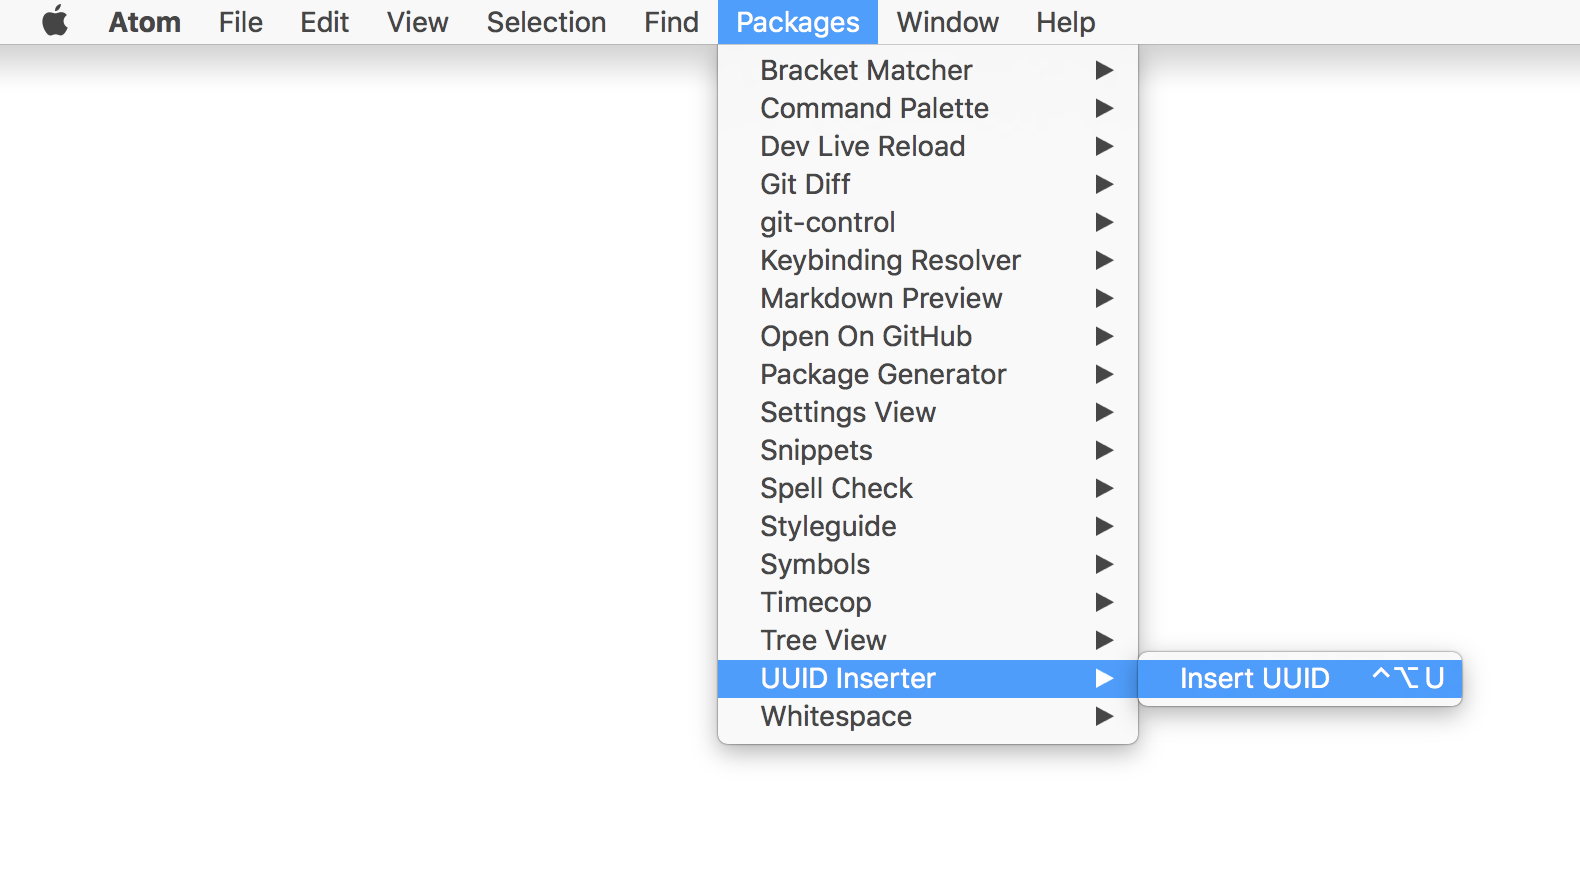 Atom File Edit View Selection Find Packages Window Help
Bracket Matcher
Command Palette
Dev Live Reload
Git Diff
git-control
Keybinding Resolver
Markdown Preview
Open On GitHub
Package Generator
Settings View
Snippets
Spell Check
Styleguide
Symbols
Timecop
Tree View
UUID Inserter Insert UUID ^⌥U
Whitespace